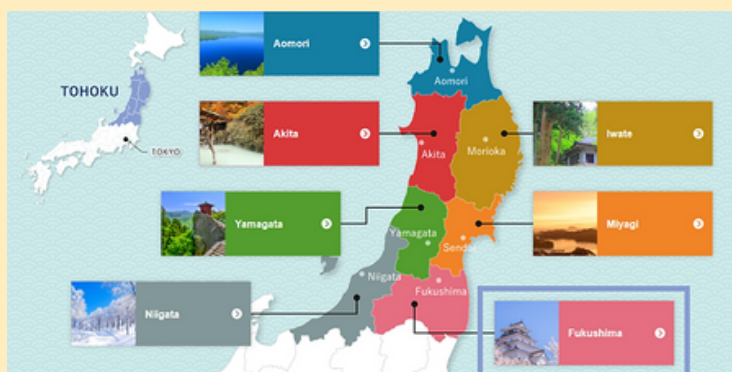 TOHOKU
TOKYO
Aomori
Aomori
Akita
Akita
Morioka
Iwate
Yamagata
Yamagata
Sendai
Miyagi
Niigata
Niigata
Fukushima
Fukushima